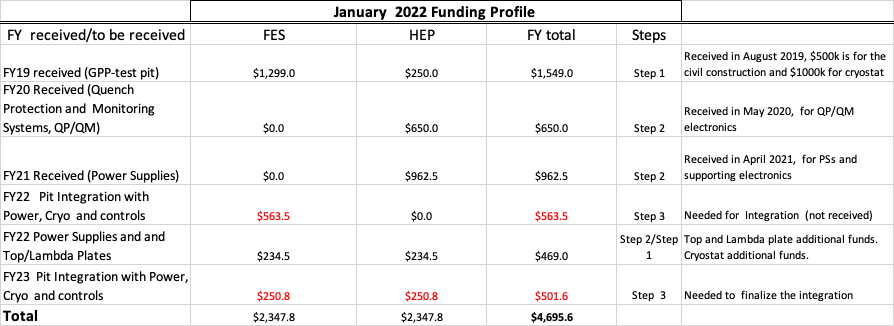 January 2022 Funding Profile
FY received/to be received FES HEP FY total Steps
FY19 received (GPP-test pit) $1,299.0 $250.0 $1,549.0 Step 1 Received in August 2019, $500k is for the
civil construction and $1000k for cryostat
FY20 Received (Quench
Protection and Monitoring
Systems, QP/QM) $0.0 $650.0 $650.0 Step 2 Received in May 2020, for QP/QM
electronics
FY21 Received (Power Supplies) $0.0 $962.5 $962.5 Step 2 Received in April 2021, for PSs and
supporting electronics
FY22 Pit Integration with
Power, Cryo and controls $563.5 $0.0 $563.5 Step 3 Needed for Integration (not received)
FY22 Power Supplies and and
Top/Lambda Plates $234.5 $234.5 $469.0 Step 2/Step
1 Top and Lambda plate additional funds.
Cryostat additional funds.
FY23 Pit Integration with Power,
Cryo and controls $250.8 $250.8 $501.6 Step 3 Needed to finalize the integration
Total $2,347.8 $2,347.8 $4,695.6